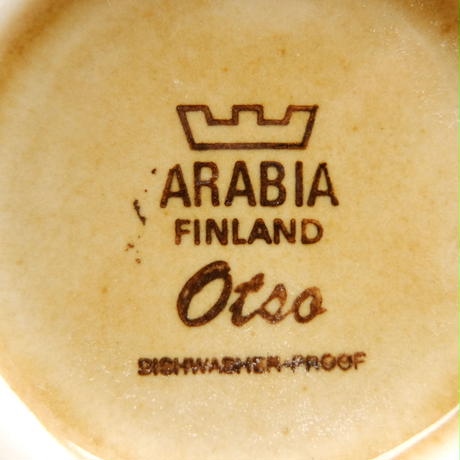 ARABIA
FINLAND
Otso
DISHWASHER-PROOF